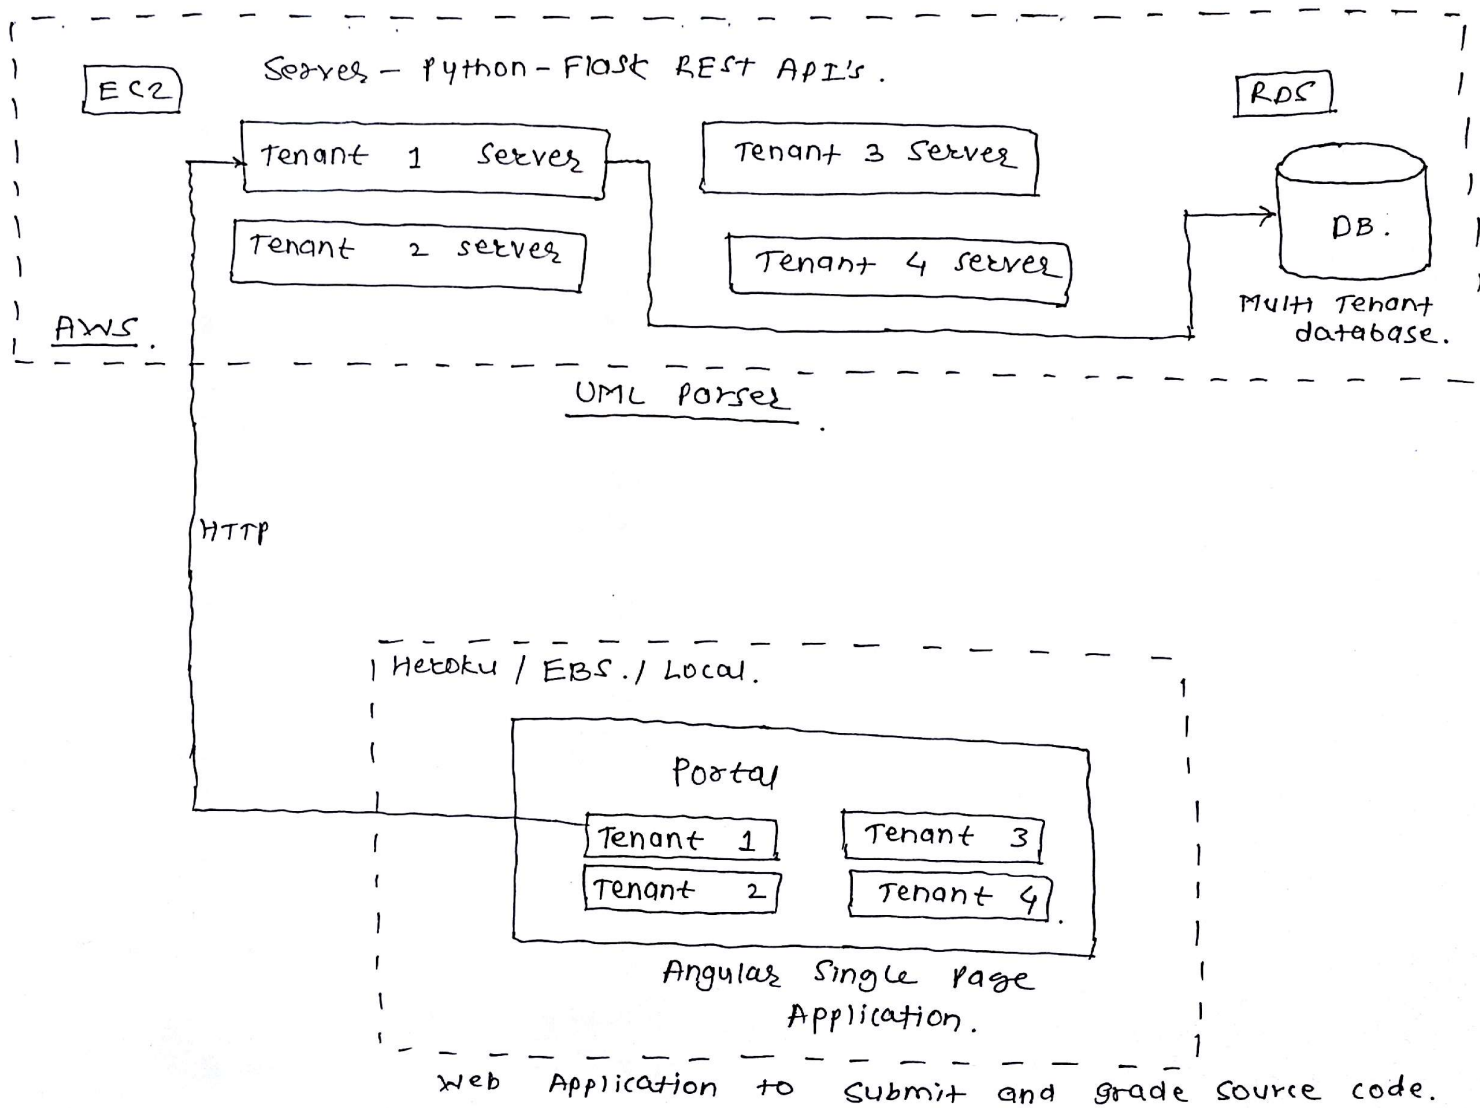 Server - Python - Flask REST API's.
EC2
RDS
Tenant 1 Server
Tenant 3 Server
Tenant 2 server
Tenant 4 server
DB.
Multi Tenant
database.
AWS.
UML Parser
HTTP
Heroku / EBS. / Local.
Portal
Tenant 1
Tenant 3
Tenant 2
Tenant 4
Angular Single Page
Application.
Web Application to submit and grade source code.